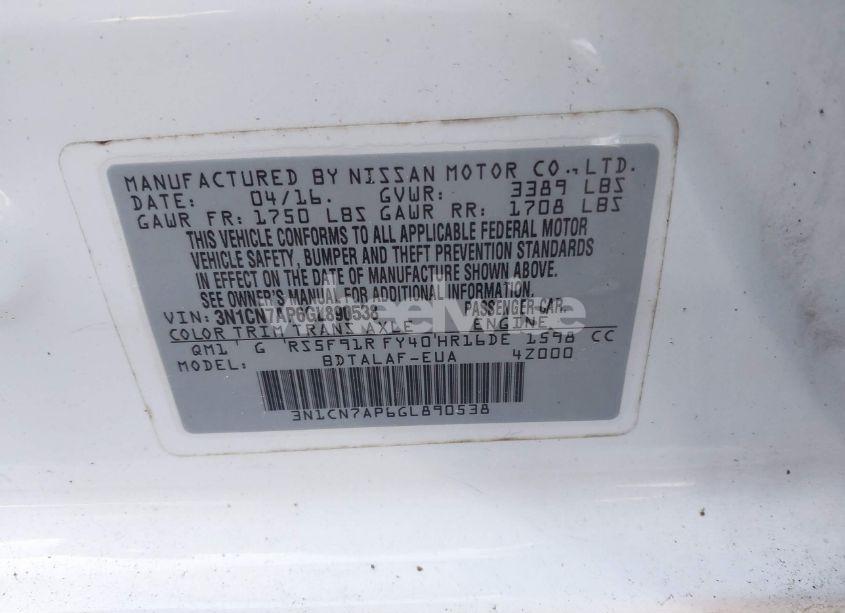 MANUFACTURED BY NISSAN MOTOR CO.,LTD.
DATE: 04/16. GVWR: 3389 LBS
GAWR FR: 1750 LBS GAWR RR: 1708 LBS
THIS VEHICLE CONFORMS TO ALL APPLICABLE FEDERAL MOTOR
VEHICLE SAFETY, BUMPER AND THEFT PREVENTION STANDARDS
IN EFFECT ON THE DATE OF MANUFACTURE SHOWN ABOVE.
SEE OWNER'S MANUAL FOR ADDITIONAL INFORMATION.
VIN: 3N1CN7AP6GL890538 PASSENGER CAR.
COLOR TRIM TRANS AXLE ENGINE
QM1 G RS5F91R FY40 HR16DE 1598 CC
MODEL: BDTALAF-EUA 4Z000
3N1CN7AP6GL890538